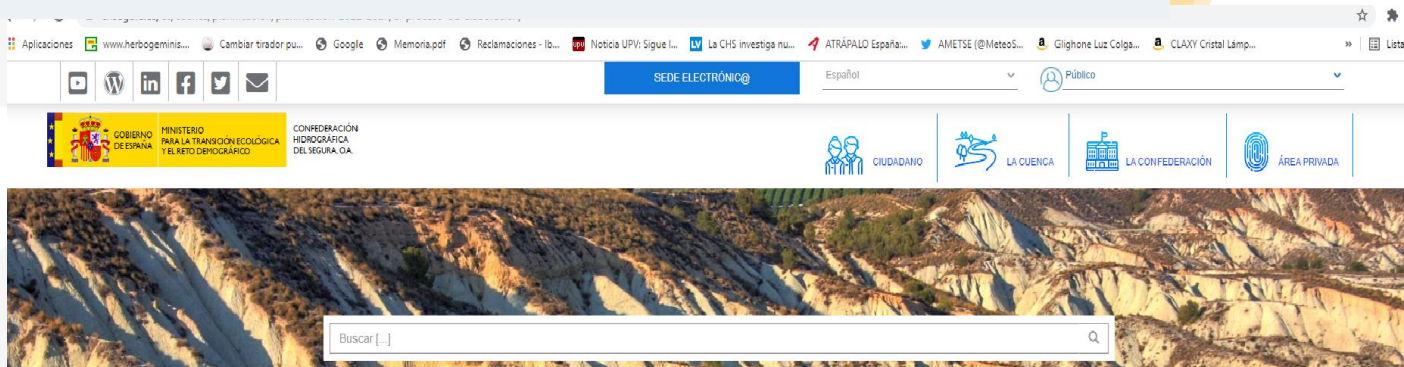 Aplicaciones www.herbogeminis.... Cambiar tirador pu... Google Memoria.pdf Reclamaciones - Ib... Noticia UPV: Sigue l... La CHS investiga nu... ATRÁPALO España:... AMETSE (@MeteoS... Glighone Luz Colga... CLAXY Cristal Lámp... » Lista
SEDE ELECTRÓNIC@ Español Público
GOBIERNO DE ESPAÑA
MINISTERIO
PARA LA TRANSICIÓN ECOLÓGICA
Y EL RETO DEMOGRÁFICO
CONFEDERACIÓN
HIDROGRÁFICA
DEL SEGURA, O.A.
CIUDADANO LA CUENCA LA CONFEDERACIÓN ÁREA PRIVADA
Buscar [...]